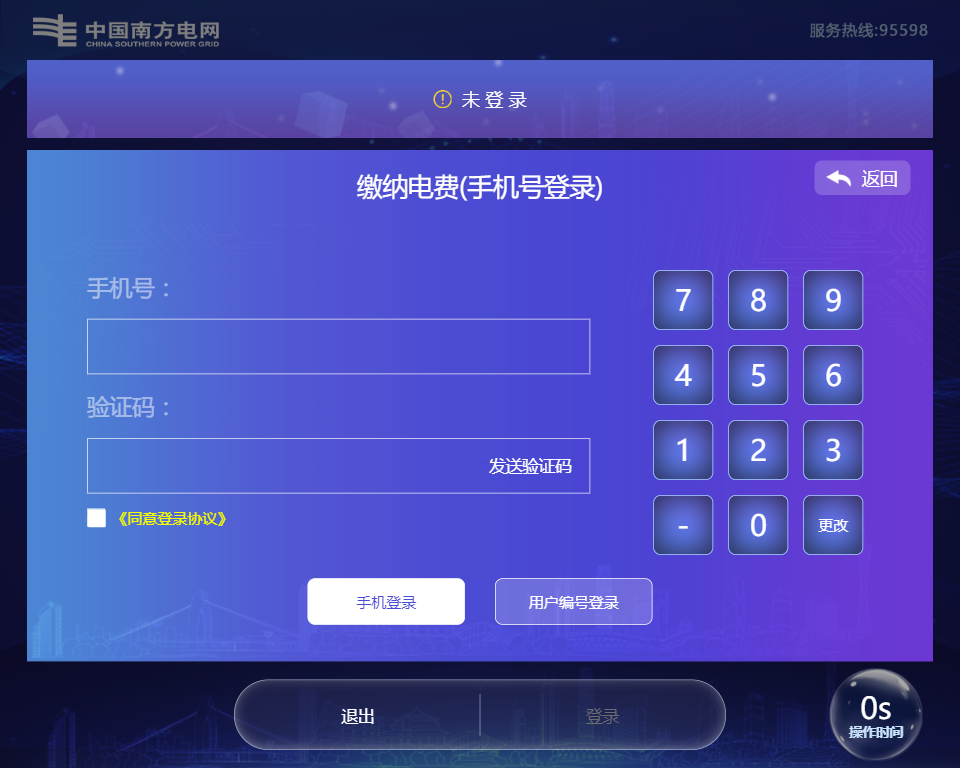 中国南方电网
CHINA SOUTHERN POWER GRID
服务热线:95598
未登录
缴纳电费(手机号登录)
返回
手机号：
验证码：
发送验证码
《同意登录协议》
7 8 9
4 5 6
1 2 3
- 0 更改
手机登录
用户编号登录
退出
登录
0s
操作时间